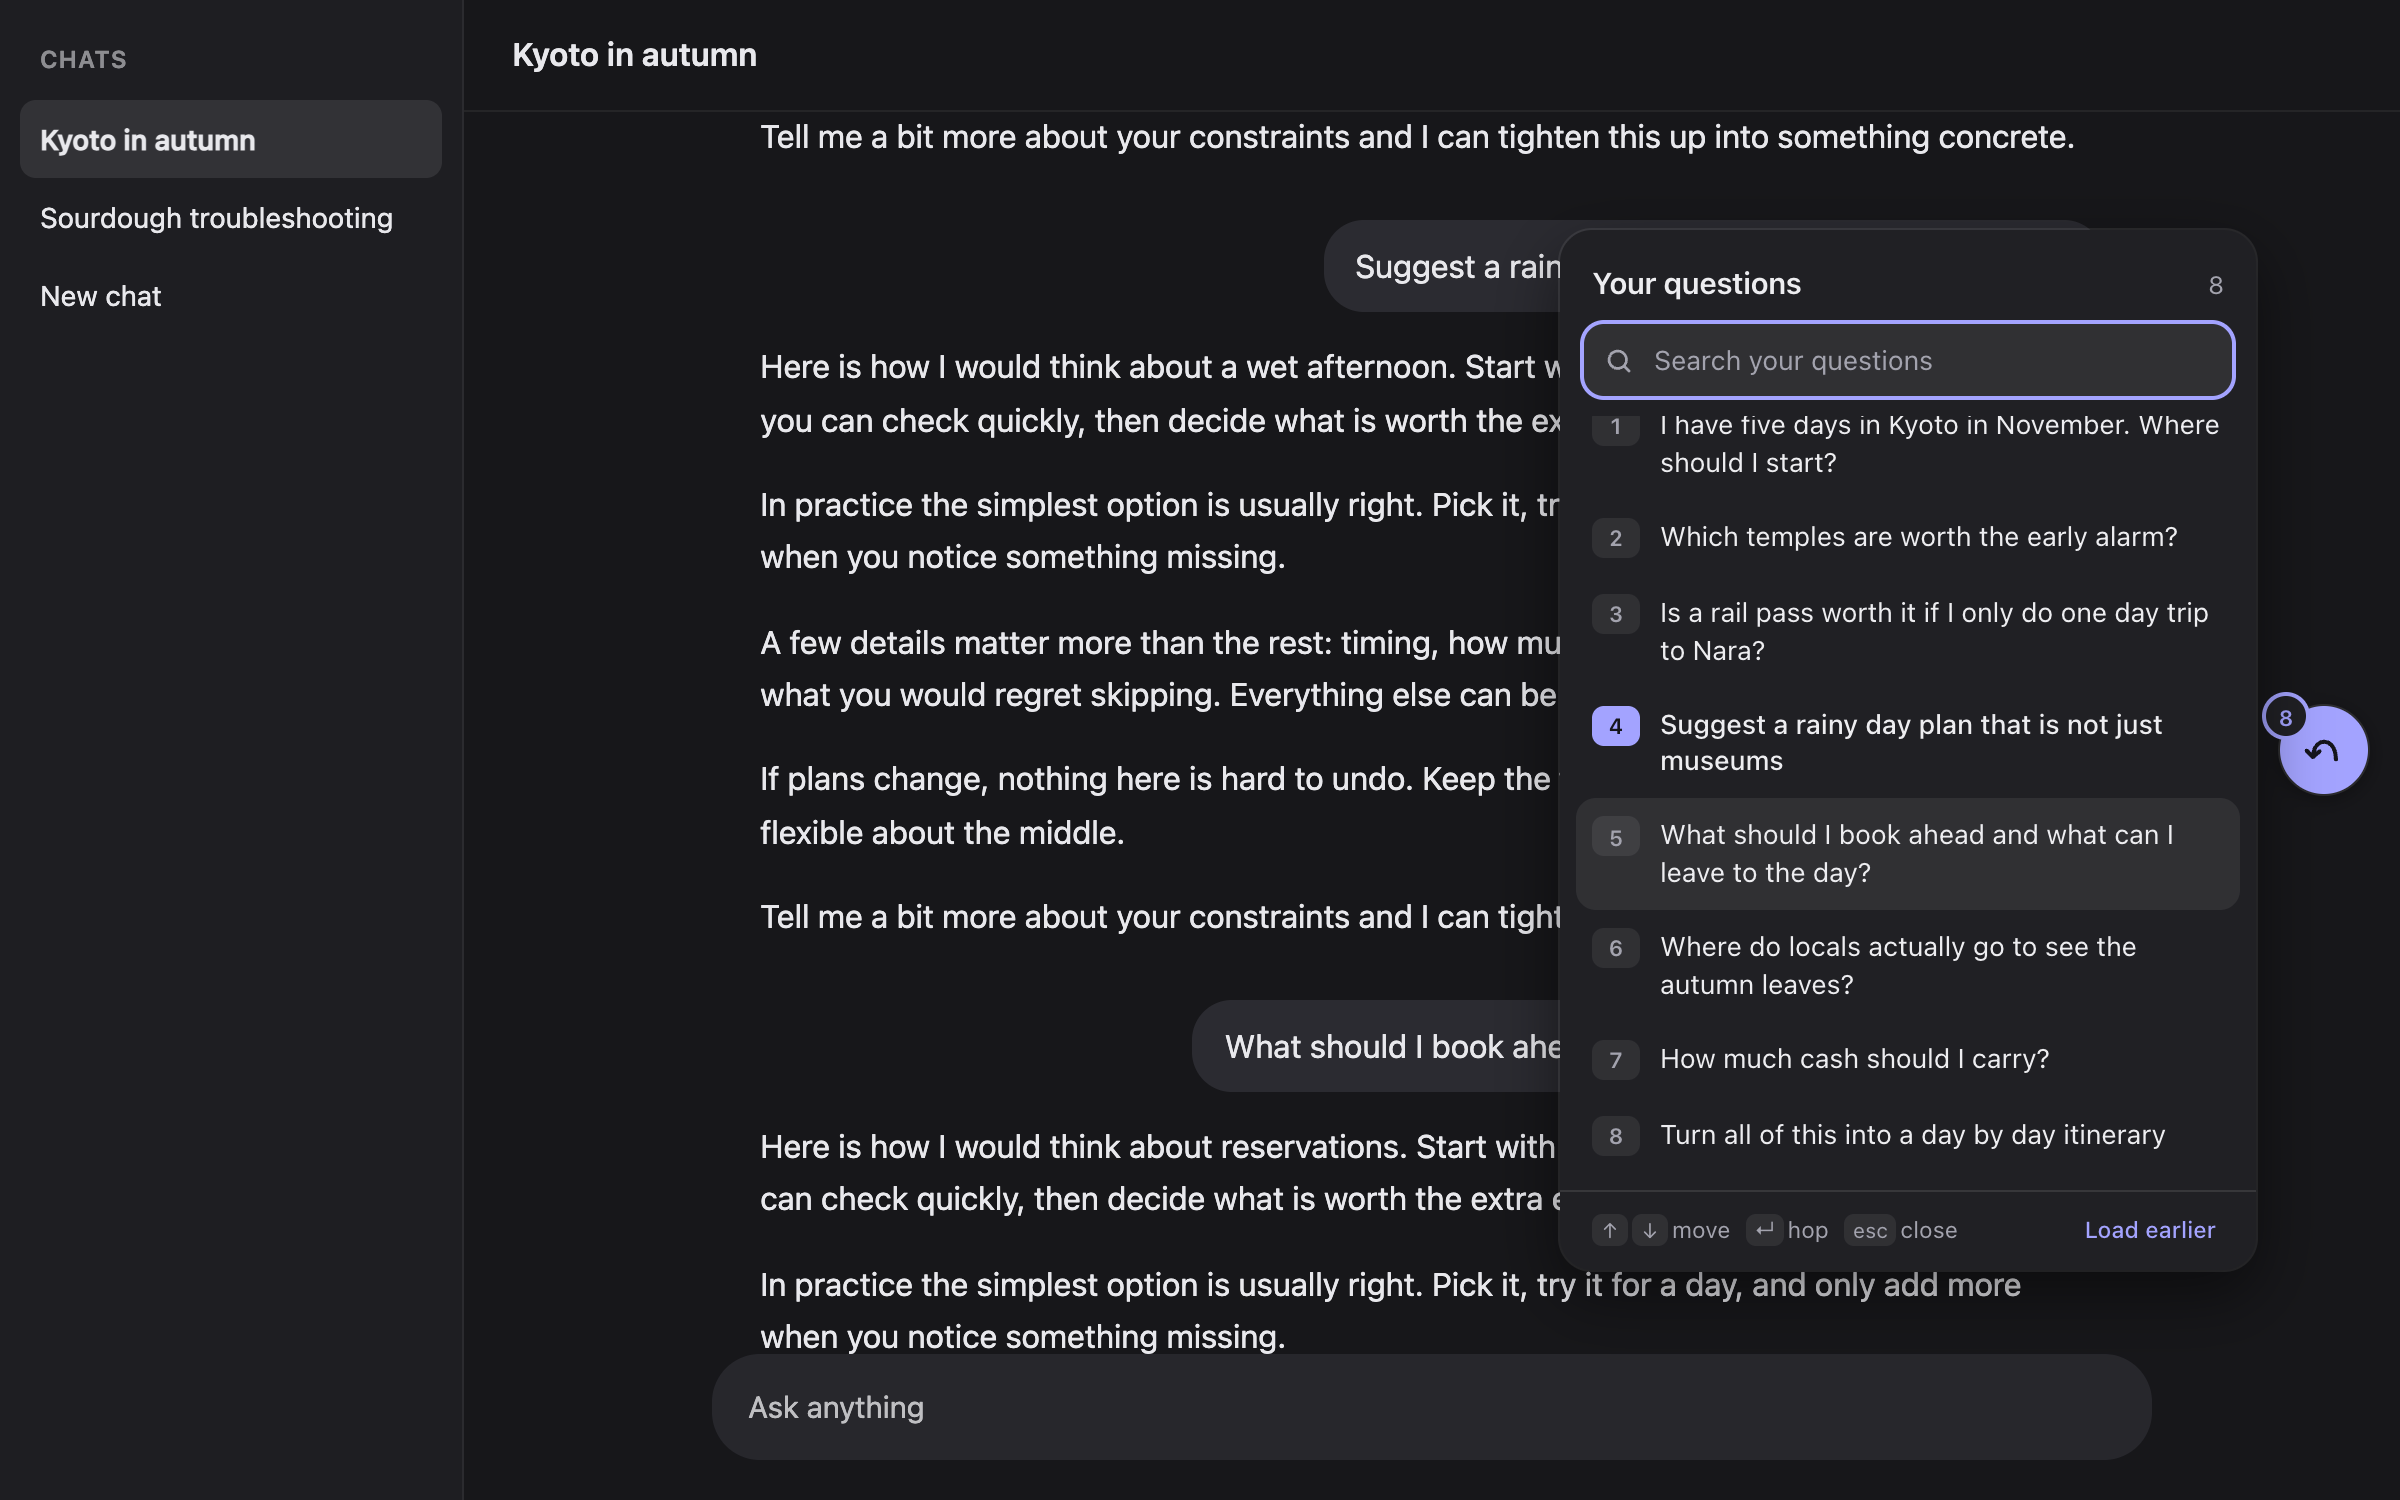 CHATS
Kyoto in autumn
Sourdough troubleshooting
New chat
Kyoto in autumn
Tell me a bit more about your constraints and I can tighten this up into something concrete.
Suggest a rain
Here is how I would think about a wet afternoon. Start w
you can check quickly, then decide what is worth the ex
In practice the simplest option is usually right. Pick it, tr
when you notice something missing.
A few details matter more than the rest: timing, how mu
what you would regret skipping. Everything else can be
If plans change, nothing here is hard to undo. Keep the
flexible about the middle.
Tell me a bit more about your constraints and I can tight
What should I book ahe
Here is how I would think about reservations. Start with
can check quickly, then decide what is worth the extra e
In practice the simplest option is usually right. Pick it, try it for a day, and only add more
when you notice something missing.
Ask anything
Your questions
8
Search your questions
1 I have five days in Kyoto in November. Where
should I start?
2 Which temples are worth the early alarm?
3 Is a rail pass worth it if I only do one day trip
to Nara?
4 Suggest a rainy day plan that is not just
museums
5 What should I book ahead and what can I
leave to the day?
6 Where do locals actually go to see the
autumn leaves?
7 How much cash should I carry?
8 Turn all of this into a day by day itinerary
↑ ↓ move ↵ hop esc close Load earlier
8